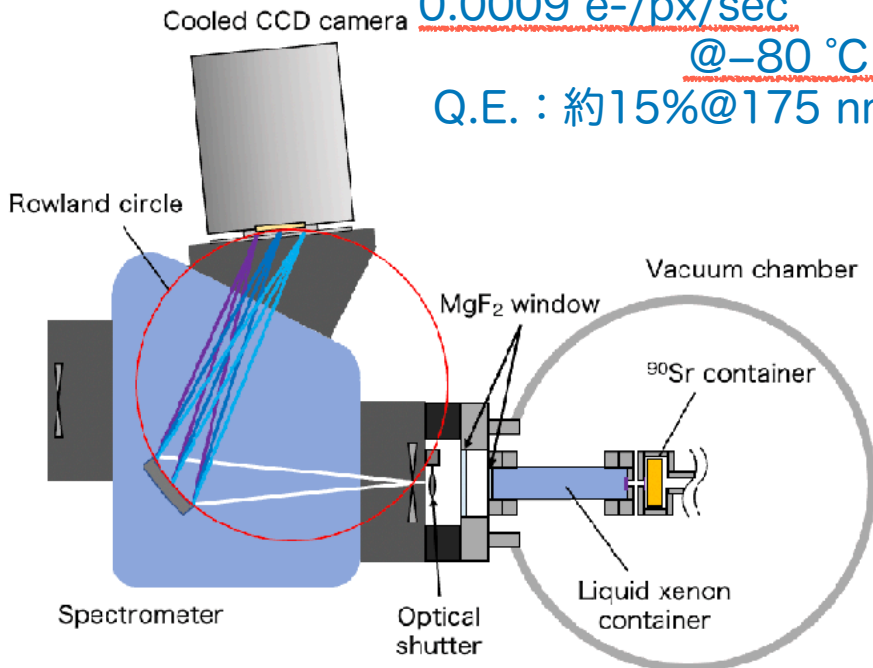 Cooled CCD camera
0.0009 e-/px/sec
@–80 ℃
Q.E.：約15%@175 nm
Rowland circle
Vacuum chamber
MgF₂ window
⁹⁰Sr container
Spectrometer
Optical
shutter
Liquid xenon
container